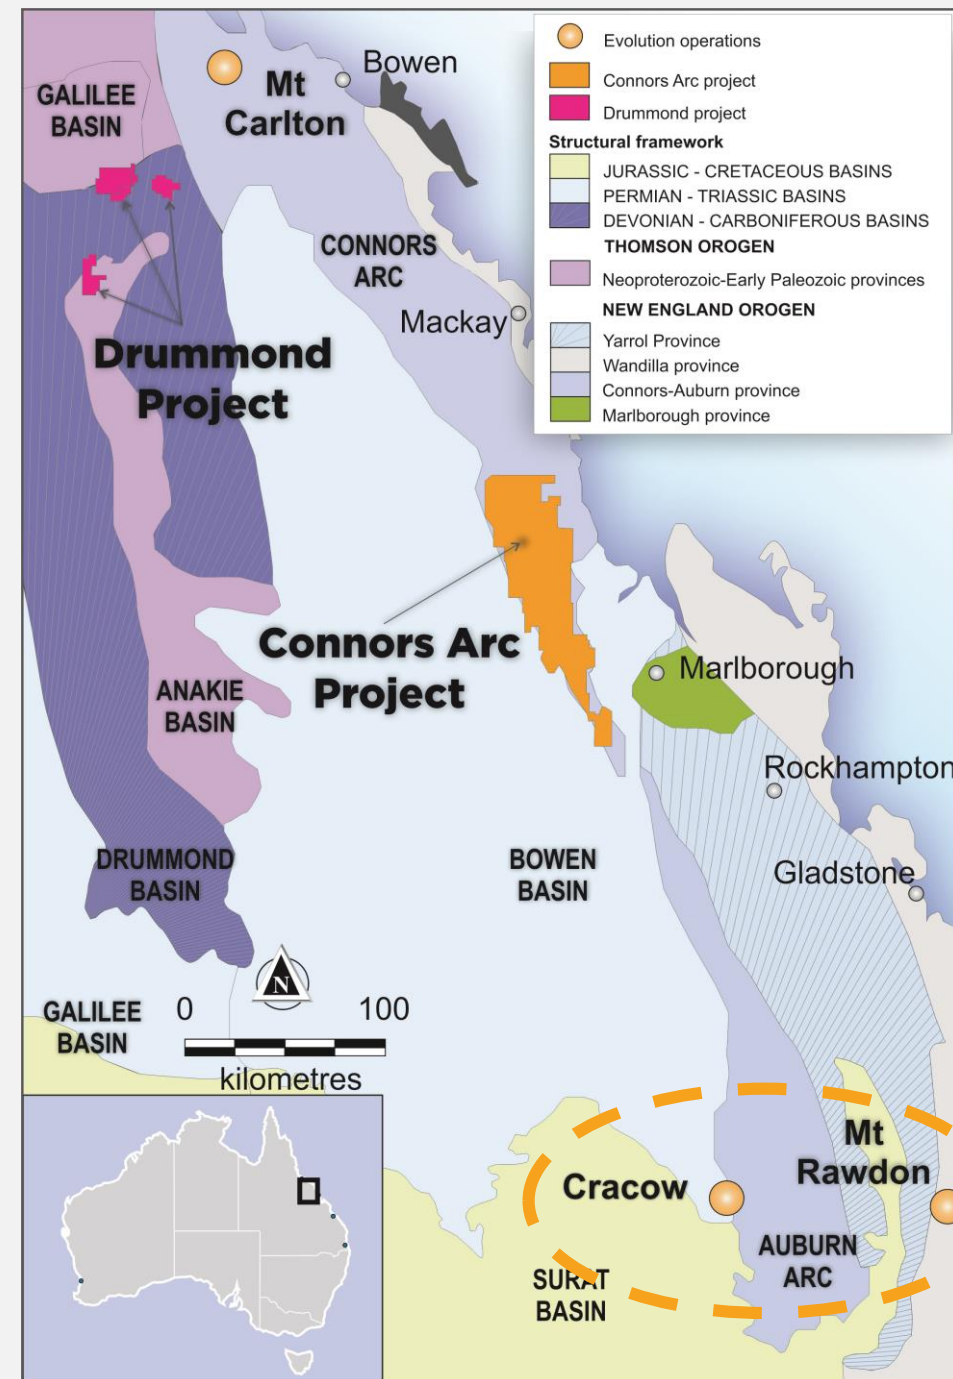 Evolution operations
Connors Arc project
Drummond project
Structural framework
JURASSIC - CRETACEOUS BASINS
PERMIAN - TRIASSIC BASINS
DEVONIAN - CARBONIFEROUS BASINS
THOMSON OROGEN
Neoproterozoic-Early Paleozoic provinces
NEW ENGLAND OROGEN
Yarrol Province
Wandilla province
Connors-Auburn province
Marlborough province
Bowen
Mt
Carlton
GALILEE
BASIN
CONNORS
ARC
Mackay
Drummond
Project
Connors Arc
Project
Marlborough
ANAKIE
BASIN
Rockhampton
DRUMMOND
BASIN
BOWEN
BASIN
Gladstone
N
GALILEE
BASIN
0 100
kilometres
Mt
Rawdon
Cracow
AUBURN
ARC
SURAT
BASIN